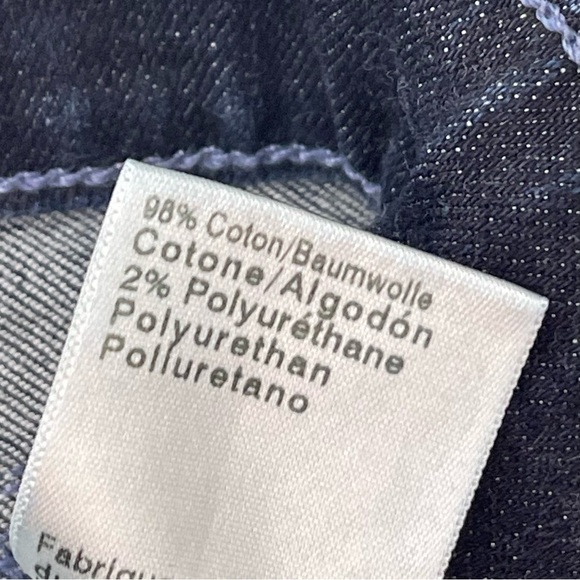 98% Coton/Baumwolle
Cotone/Algodón
2% Polyuréthane
Polyurethan
Poliuretano